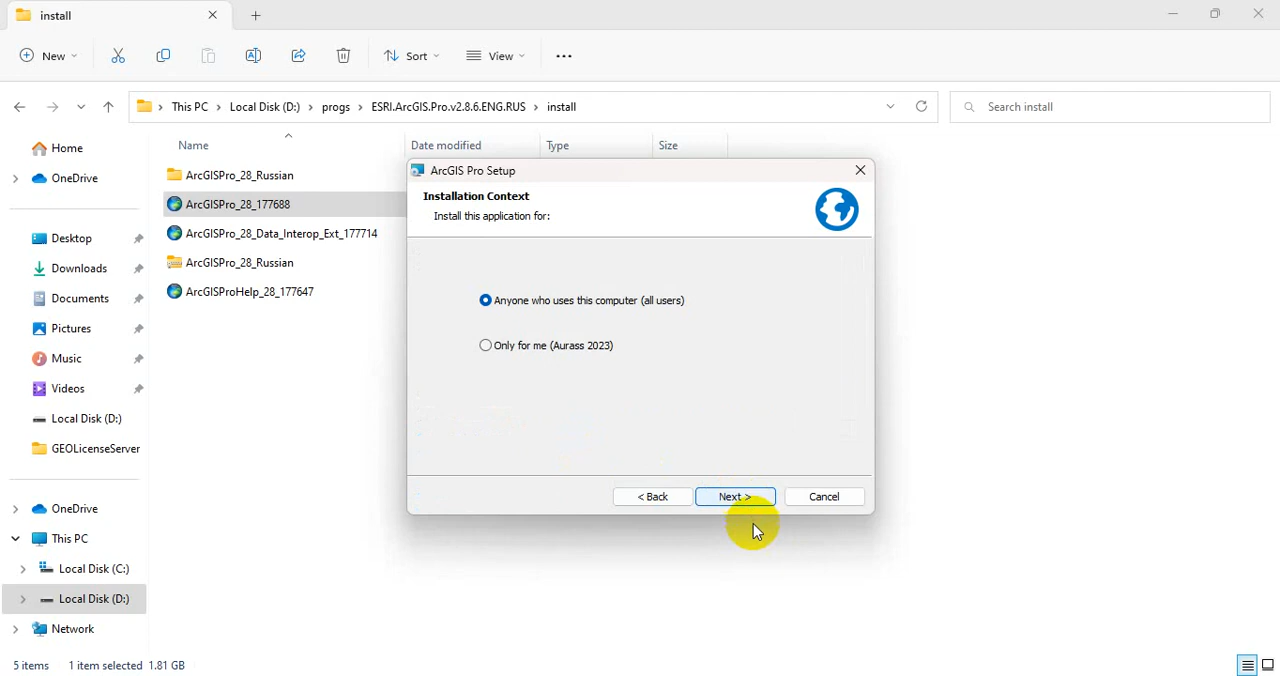 install
New
Sort
View
This PC > Local Disk (D:) > progs > ESRI.ArcGIS.Pro.v2.8.6.ENG.RUS > install
Search install
Home
OneDrive
Desktop
Downloads
Documents
Pictures
Music
Videos
Local Disk (D:)
GEOLicenseServer
OneDrive
This PC
Local Disk (C:)
Local Disk (D:)
Network
Name
Date modified
Type
Size
ArcGISPro_28_Russian
ArcGISPro_28_177688
ArcGISPro_28_Data_Interop_Ext_177714
ArcGISPro_28_Russian
ArcGISProHelp_28_177647
ArcGIS Pro Setup
Installation Context
Install this application for:
Anyone who uses this computer (all users)
Only for me (Aurass 2023)
< Back
Next >
Cancel
5 items
1 item selected 1.81 GB